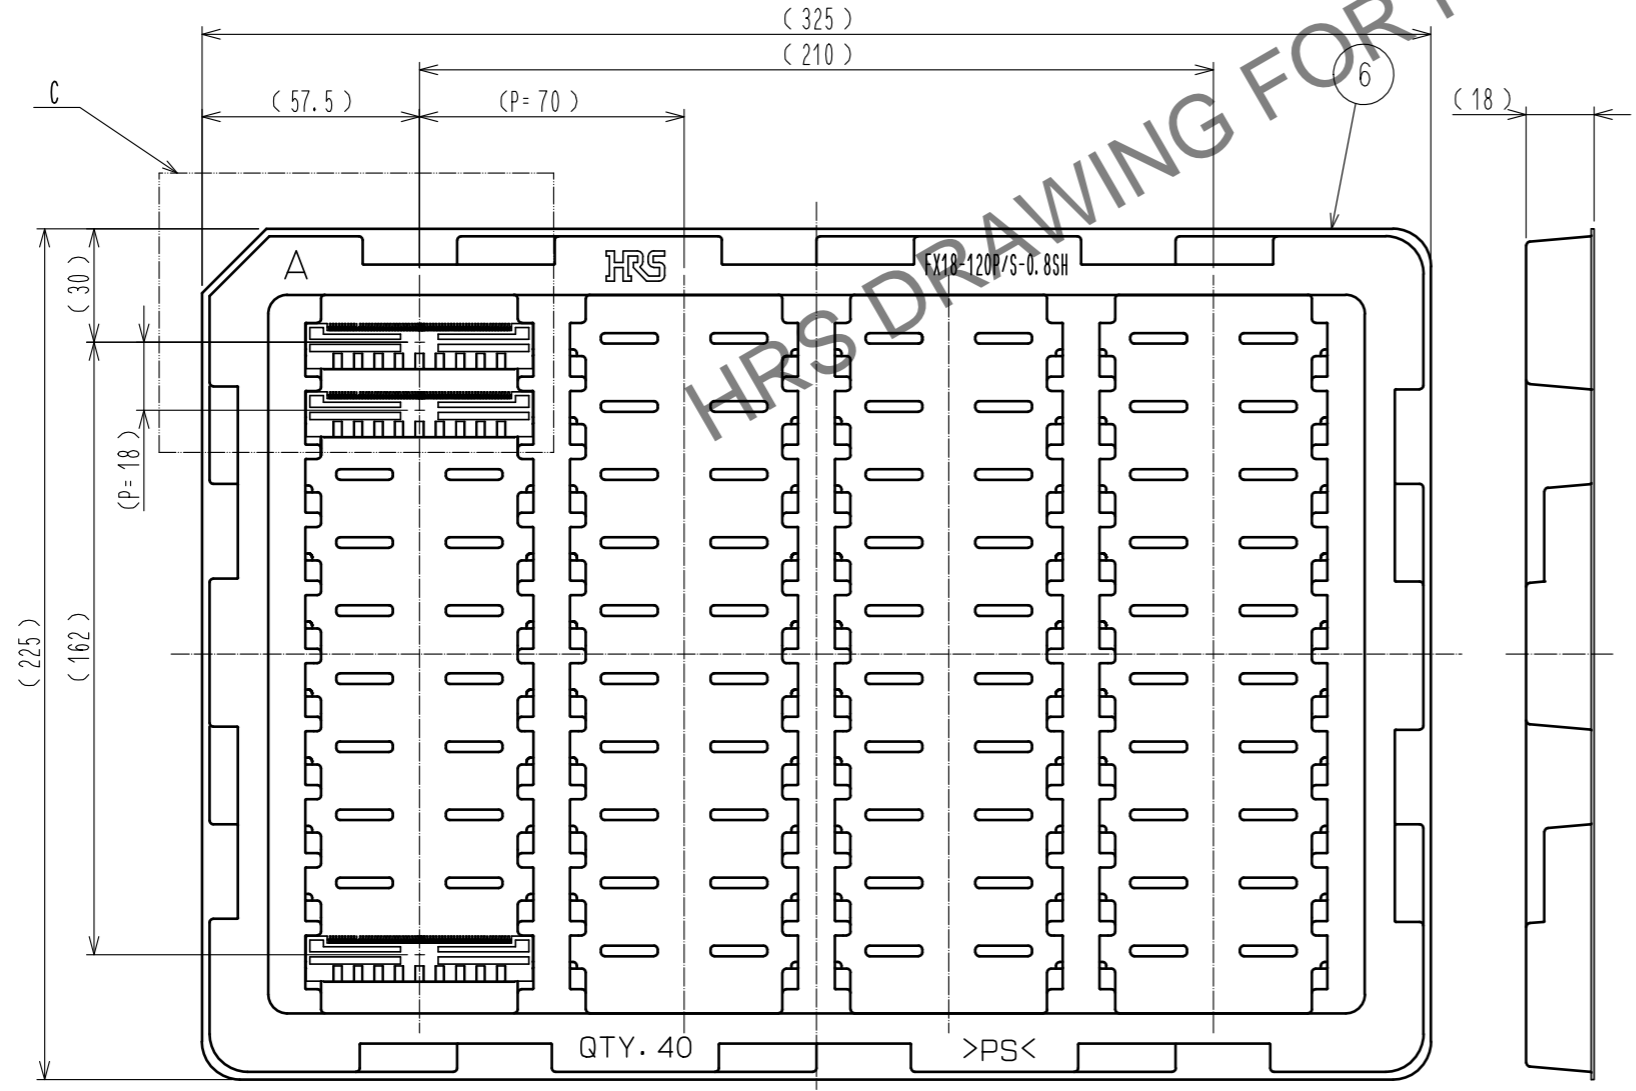 ( 325 )
( 210 )
C
( 57.5 )
(P= 70 )
6
( 18 )
HRS DRAWING FOR
( 30 )
A
HRS
FX18-120P/S-0.8SH
(P= 18 )
( 225 )
( 162 )
QTY. 40
>PS<